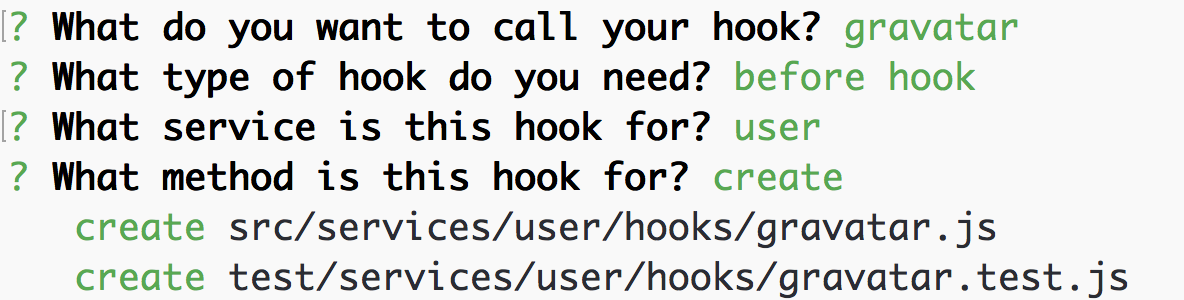 [? What do you want to call your hook? gravatar
? What type of hook do you need? before hook
[? What service is this hook for? user
? What method is this hook for? create
create src/services/user/hooks/gravatar.js
create test/services/user/hooks/gravatar.test.js